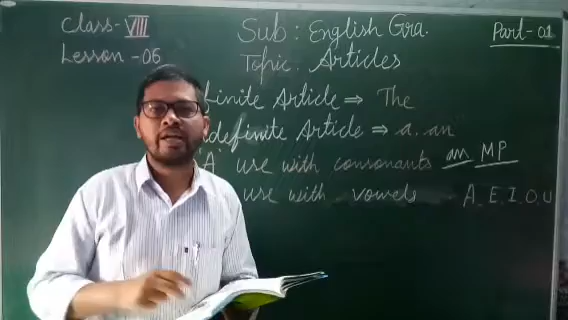 Class-VIII
Sub : English Gra.
Part-01
Lesson -06
Topic. Articles
finite Article ⇒ The
definite Article ⇒ a. an
'A' use with consonants an MP
use with vowels - A. E. I. O U